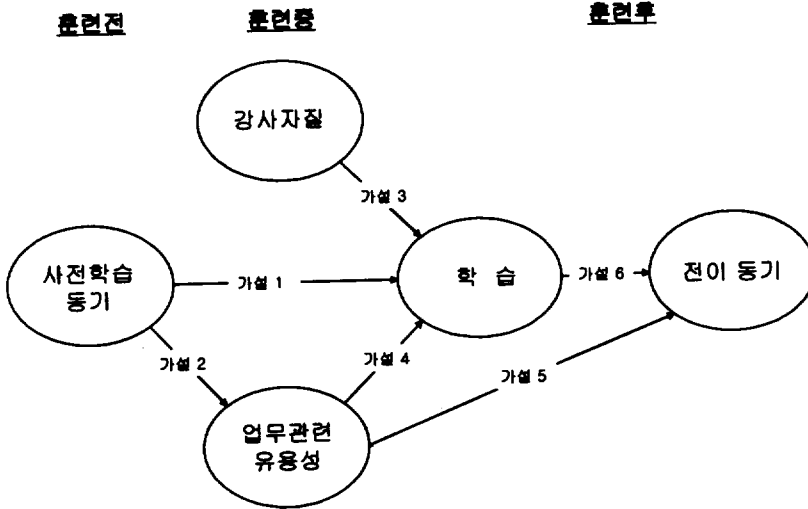 훈련전
훈련중
훈련후
강사자질
가설 3
사전학습
동기
가설 1
학 습
가설 6
전이 동기
가설 2
가설 4
가설 5
업무관련
유용성